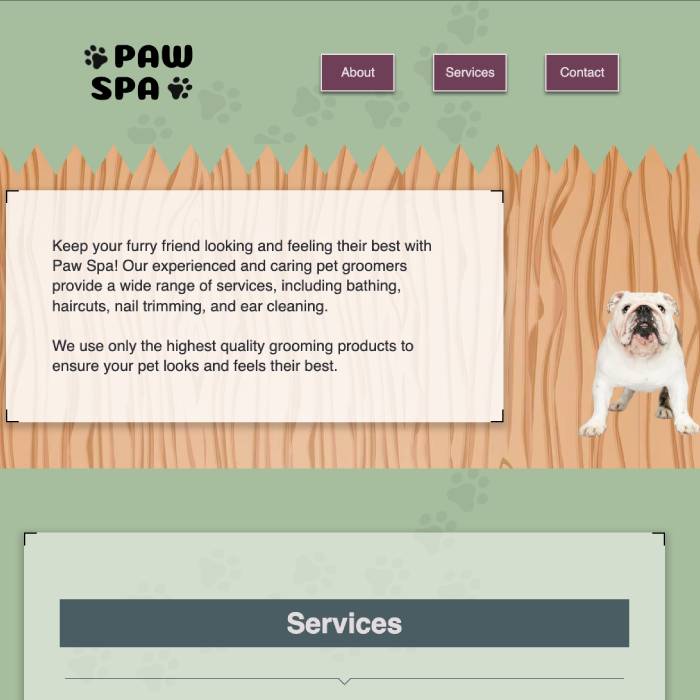 PAW
SPA
About
Services
Contact
Keep your furry friend looking and feeling their best with
Paw Spa! Our experienced and caring pet groomers
provide a wide range of services, including bathing,
haircuts, nail trimming, and ear cleaning.
We use only the highest quality grooming products to
ensure your pet looks and feels their best.
Services